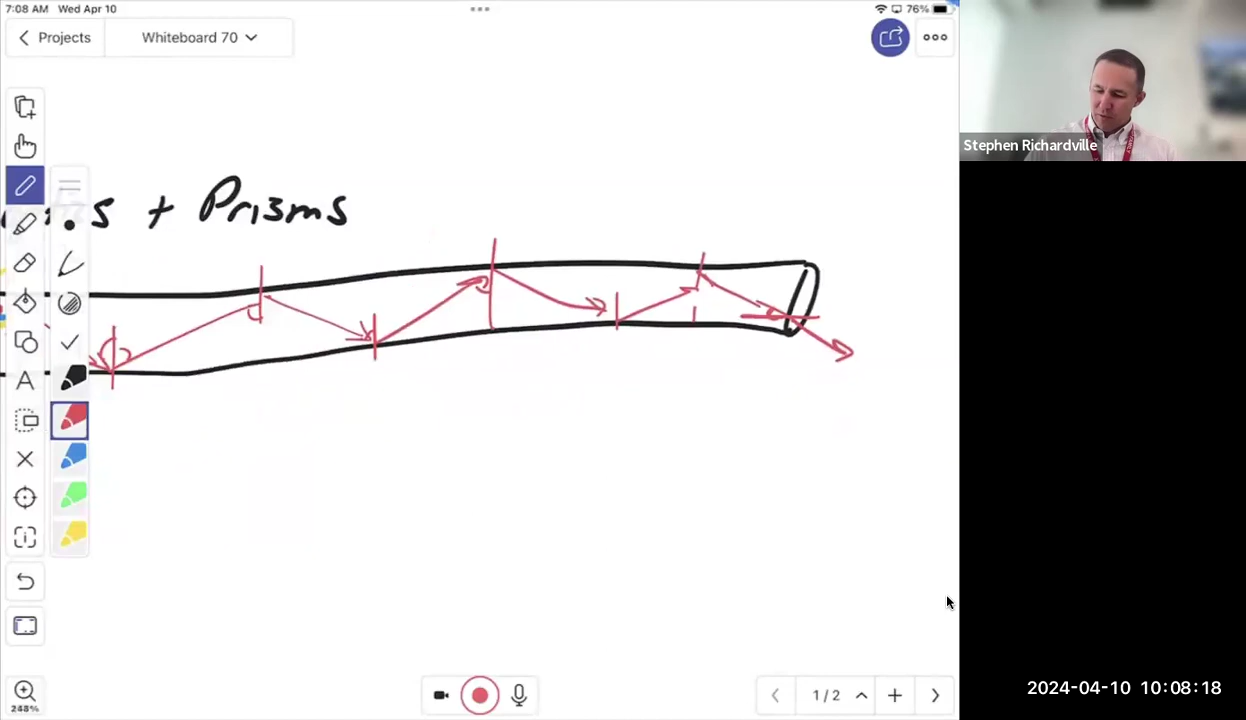 7:08 AM Wed Apr 10
76%
Projects
Whiteboard 70
s + Prisms
Stephen Richardville
A
248%
1 / 2
2024-04-10 10:08:18